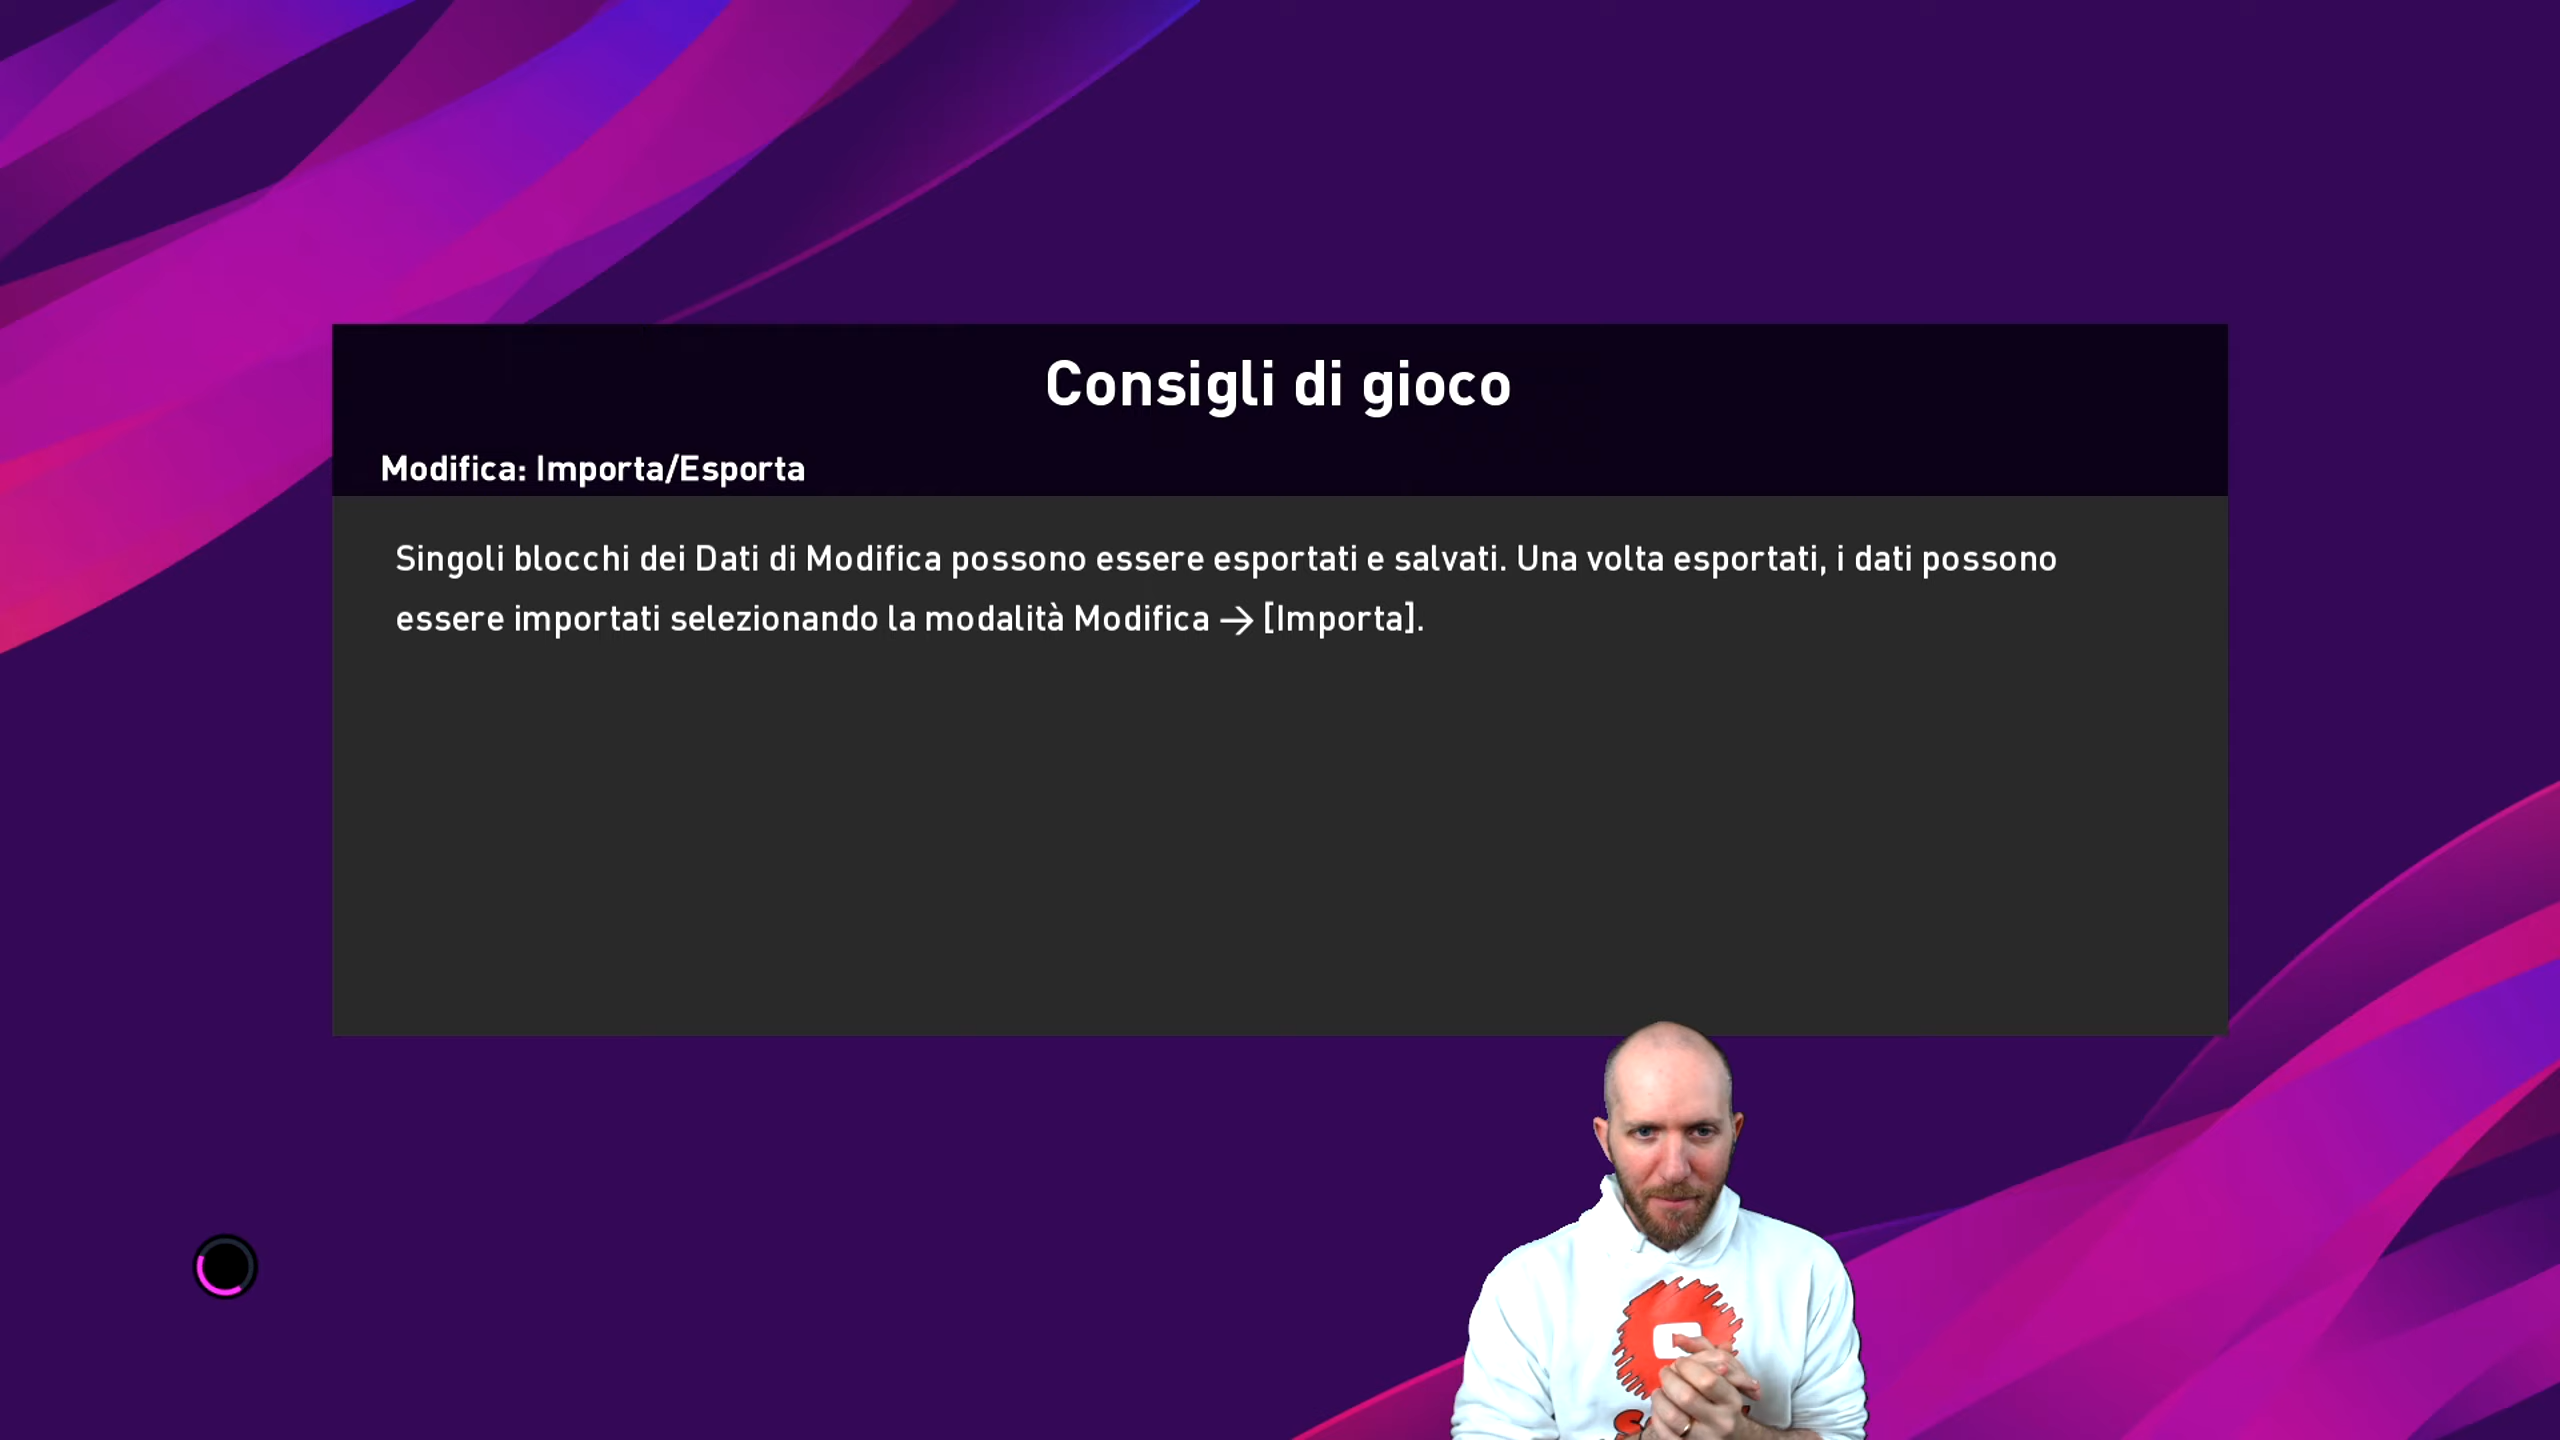 Consigli di gioco
Modifica: Importa/Esporta
Singoli blocchi dei Dati di Modifica possono essere esportati e salvati. Una volta esportati, i dati possono
essere importati selezionando la modalità Modifica → [Importa].